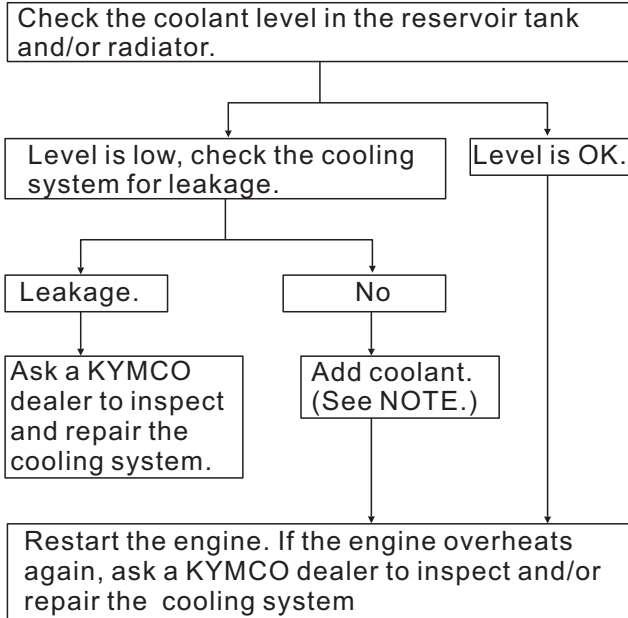 Check the coolant level in the reservoir tank
and/or radiator.
Level is low, check the cooling
system for leakage.
Level is OK.
Leakage.
No
Ask a KYMCO
dealer to inspect
and repair the
cooling system.
Add coolant.
(See NOTE.)
Restart the engine. If the engine overheats
again, ask a KYMCO dealer to inspect and/or
repair the cooling system